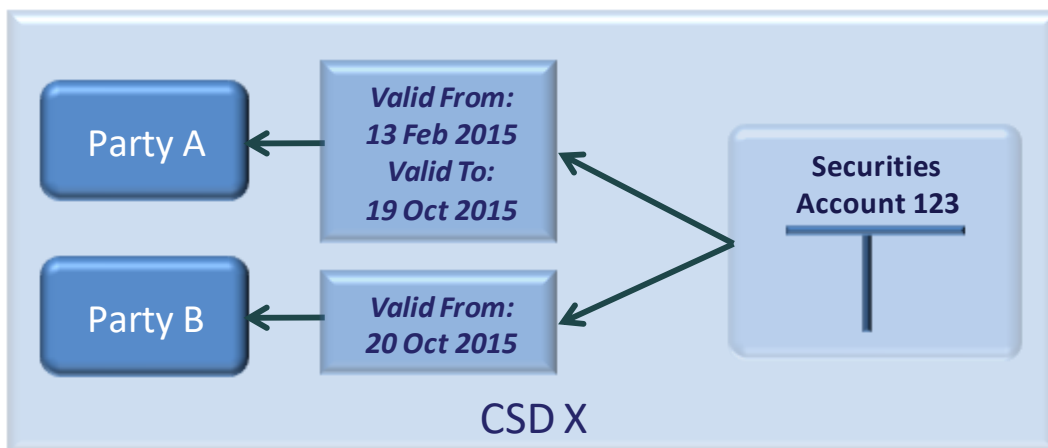 Party A
Valid From:
13 Feb 2015
Valid To:
19 Oct 2015
Securities
Account 123
Party B
Valid From:
20 Oct 2015
CSD X